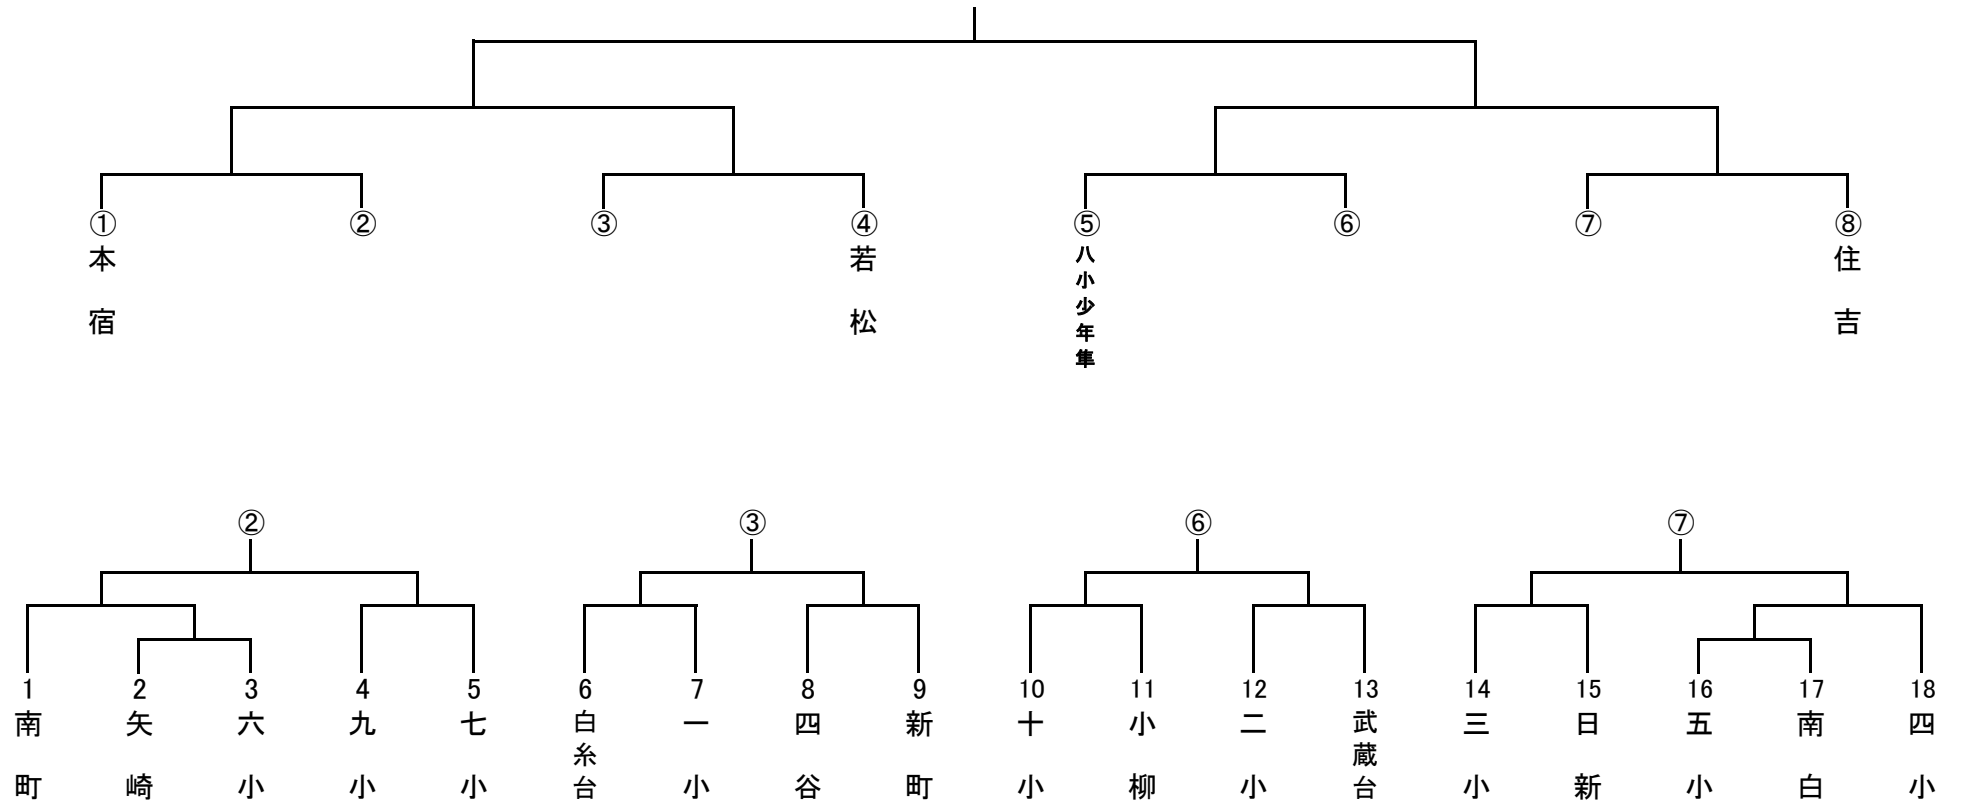 ① ② ③ ④ ⑤ ⑥ ⑦ ⑧
本宿
若松
八小少年隼
住吉
② ③ ⑥ ⑦
1 2 3 4 5 6 7 8 9 10 11 12 13 14 15 16 17 18
南町
矢崎
六小
九小
七小
白糸台
一小
四谷
新町
十小
小柳
二小
武蔵台
三小
日新
五小
南白
四小